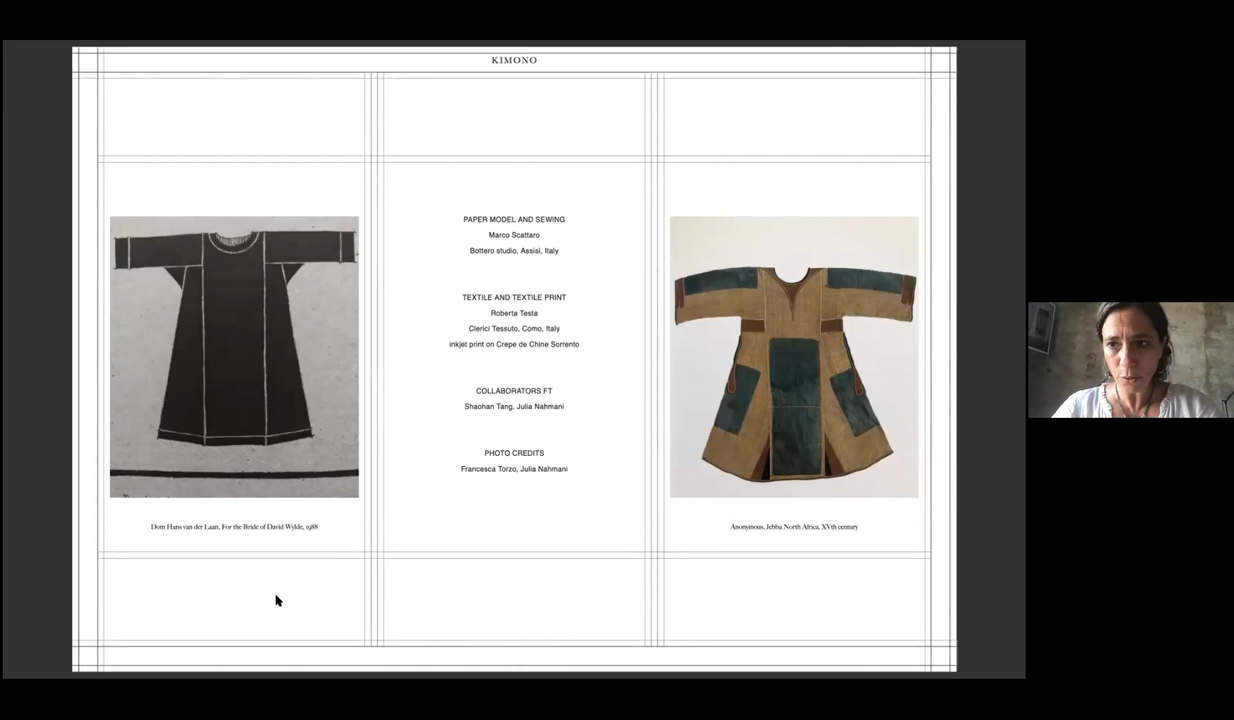 KIMONO
PAPER MODEL AND SEWING
Marco Scattaro
Bottero studio, Assisi, Italy
TEXTILE AND TEXTILE PRINT
Roberta Testa
Clerici Tessuto, Como, Italy
inkjet print on Crepe de Chine Sorrento
COLLABORATORS FT
Shaohan Tang, Julia Nahmani
PHOTO CREDITS
Francesca Torzo, Julia Nahmani
Dom Hans van der Laan, For the Bride of David Wylde, 1988
Anonymous, Jebba North Africa, XVth century